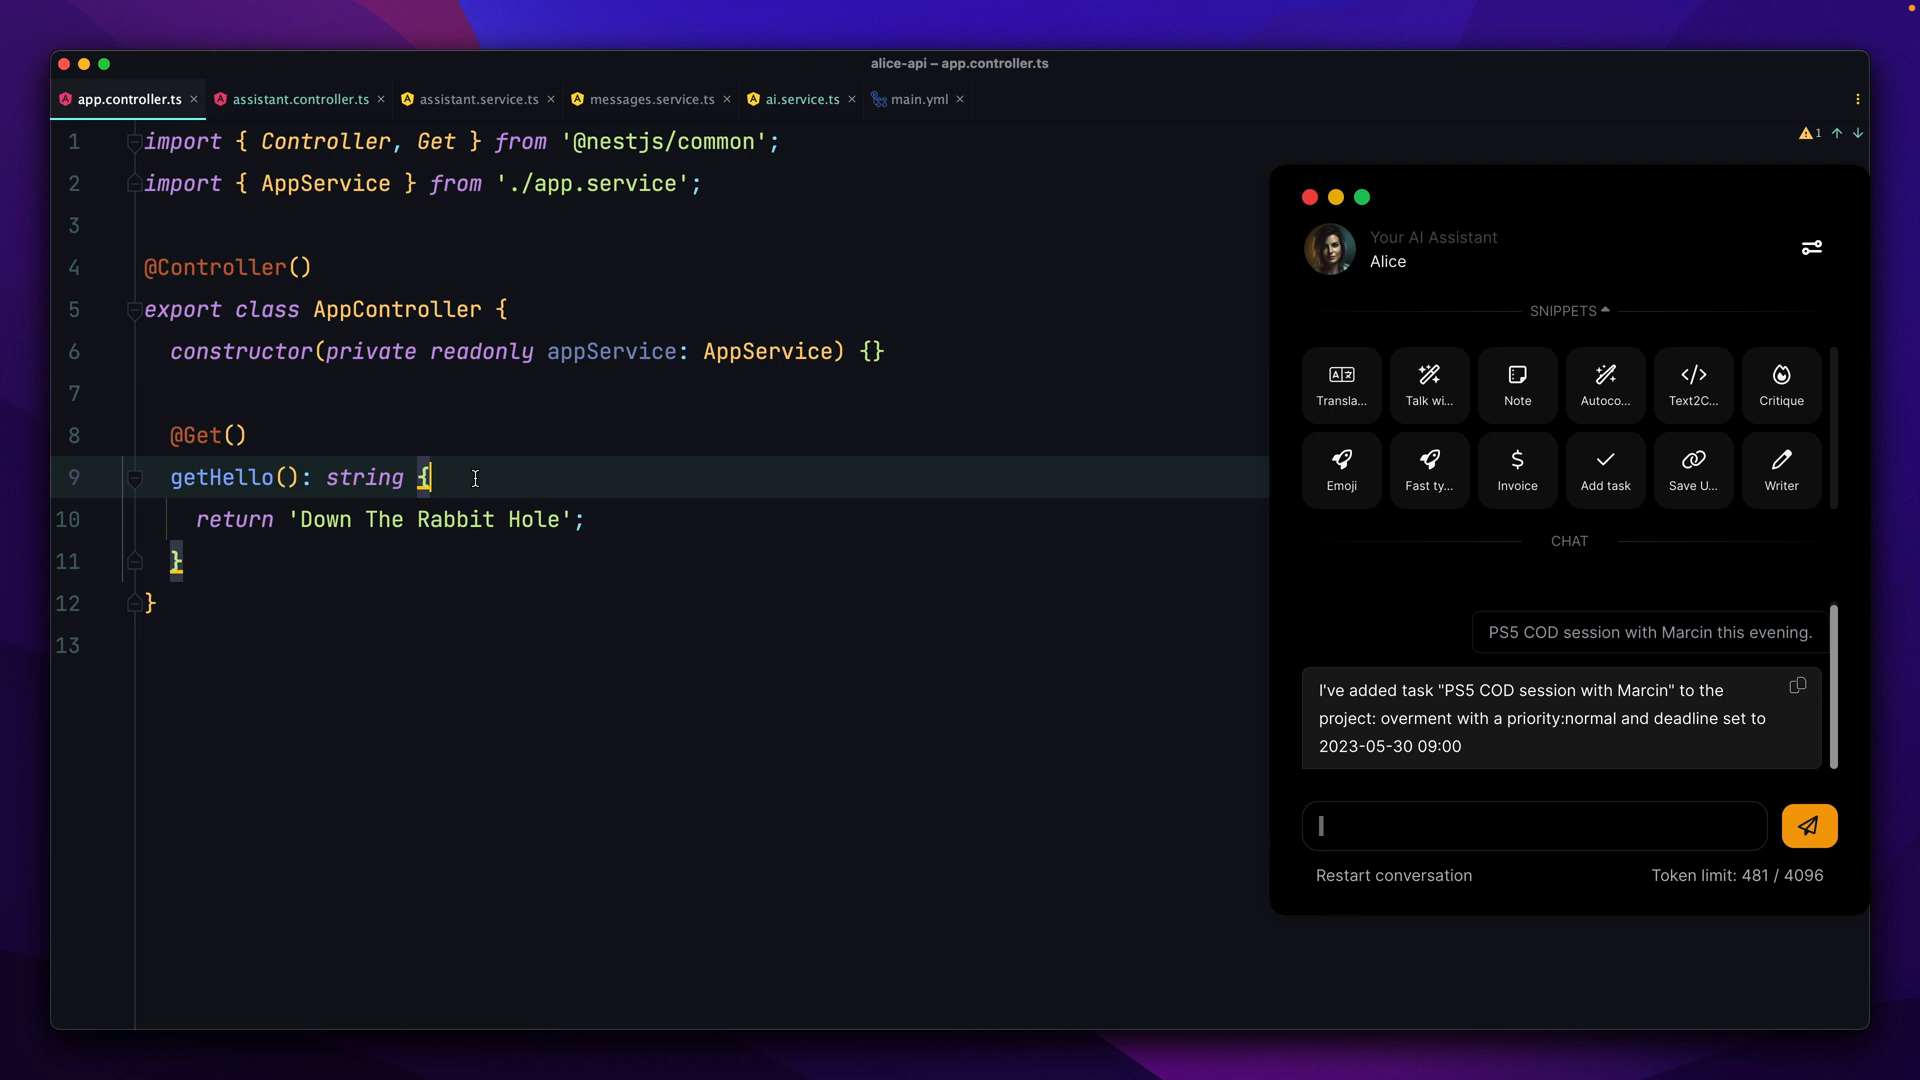 alice-api – app.controller.ts
app.controller.ts
assistant.controller.ts
assistant.service.ts
messages.service.ts
ai.service.ts
main.yml
1
1 import { Controller, Get } from '@nestjs/common';
2 import { AppService } from './app.service';
3
4 @Controller()
5 export class AppController {
6 constructor(private readonly appService: AppService) {}
7
8 @Get()
9 getHello(): string {
10 return 'Down The Rabbit Hole';
11 }
12 }
13
Your AI Assistant
Alice
SNIPPETS
Transla...
Talk wi...
Note
Autoco...
Text2C...
Critique
Emoji
Fast ty...
Invoice
Add task
Save U...
Writer
CHAT
PS5 COD session with Marcin this evening.
I've added task "PS5 COD session with Marcin" to the
project: overment with a priority:normal and deadline set to
2023-05-30 09:00
Restart conversation
Token limit: 481 / 4096